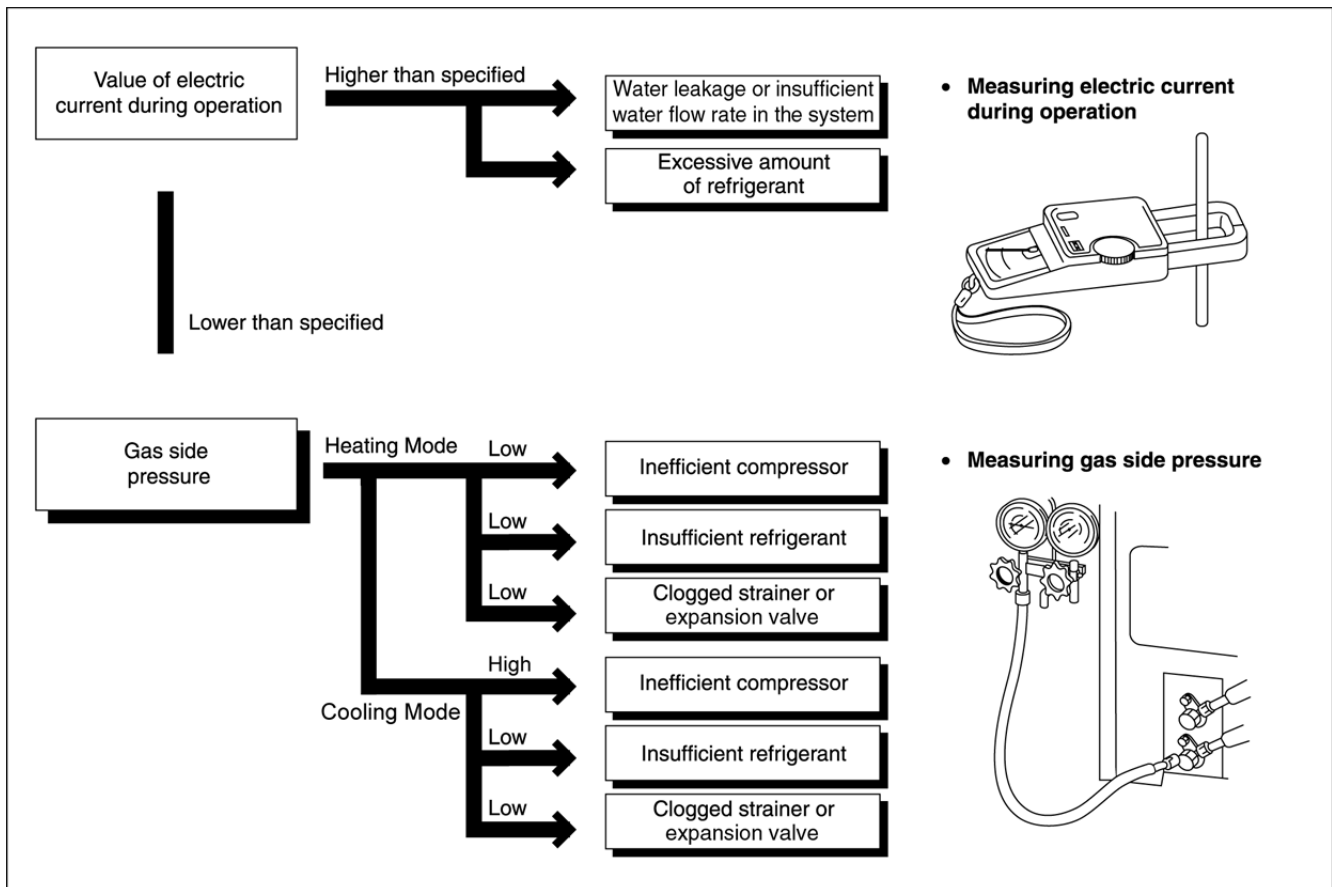 Value of electric
current during operation
Higher than specified
Water leakage or insufficient
water flow rate in the system
Excessive amount
of refrigerant
• Measuring electric current
during operation
Lower than specified
Gas side
pressure
Heating Mode
Low
Inefficient compressor
Low
Insufficient refrigerant
Low
Clogged strainer or
expansion valve
High
Inefficient compressor
Cooling Mode
Low
Insufficient refrigerant
Low
Clogged strainer or
expansion valve
• Measuring gas side pressure